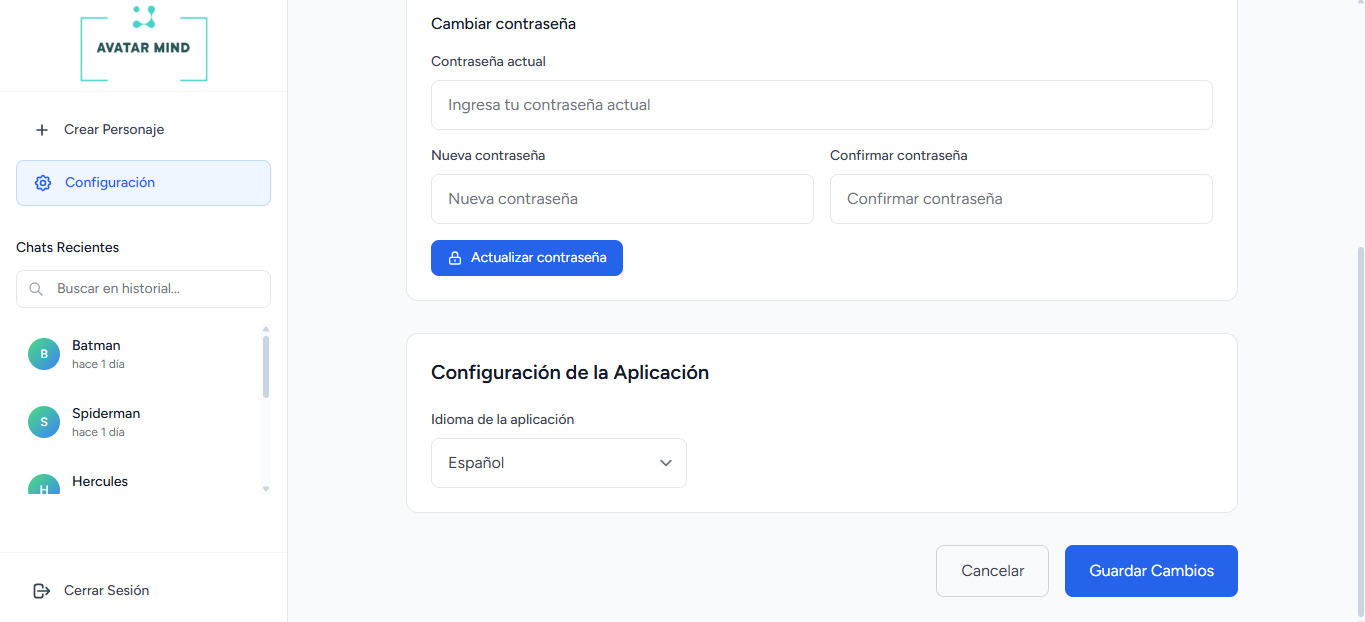 AVATAR MIND
Crear Personaje
Configuración
Chats Recientes
Buscar en historial...
B
Batman
hace 1 día
S
Spiderman
hace 1 día
H
Hercules
Cerrar Sesión
Cambiar contraseña
Contraseña actual
Ingresa tu contraseña actual
Nueva contraseña
Confirmar contraseña
Nueva contraseña
Confirmar contraseña
Actualizar contraseña
Configuración de la Aplicación
Idioma de la aplicación
Español
Cancelar
Guardar Cambios